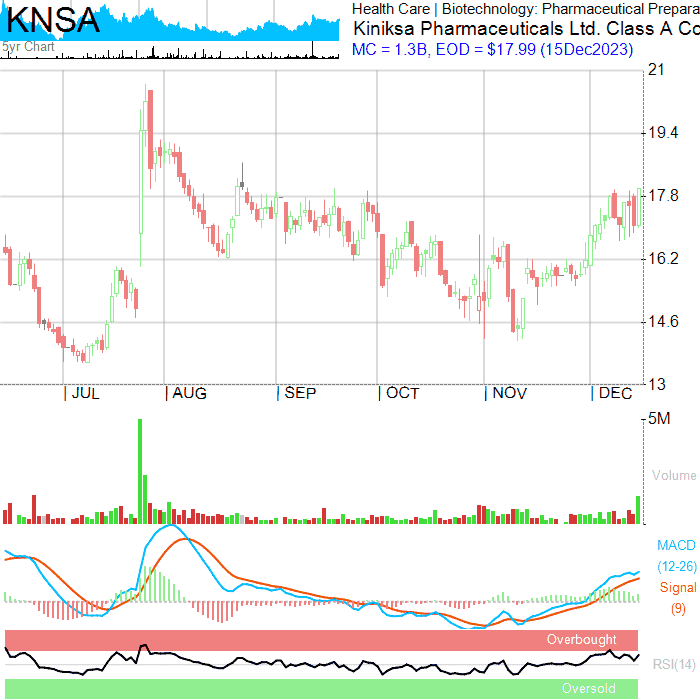 KNSA
5yr Chart
Health Care | Biotechnology: Pharmaceutical Prepara
Kiniksa Pharmaceuticals Ltd. Class A Co
MC = 1.3B, EOD = $17.99 (15Dec2023)
21
19.4
17.8
16.2
14.6
13
| JUL | AUG | SEP | OCT | NOV | DEC
5M
Volume
MACD
(12-26)
Signal
(9)
Overbought
RSI(14)
Oversold